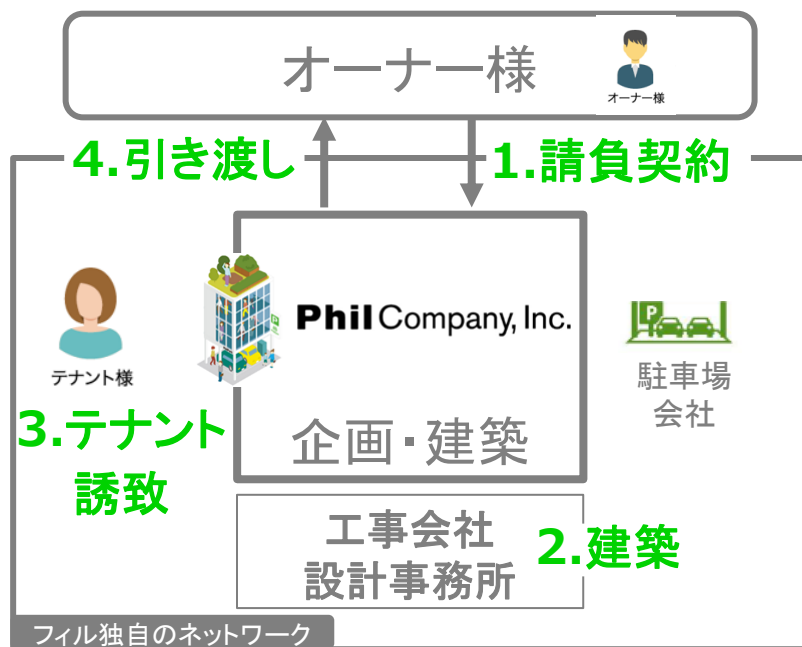 オーナー様
オーナー様
4.引き渡し
1.請負契約
P
Phil Company, Inc.
P
テナント様
駐車場
会社
3.テナント
誘致
企画・建築
工事会社
設計事務所
2.建築
フィル独自のネットワーク